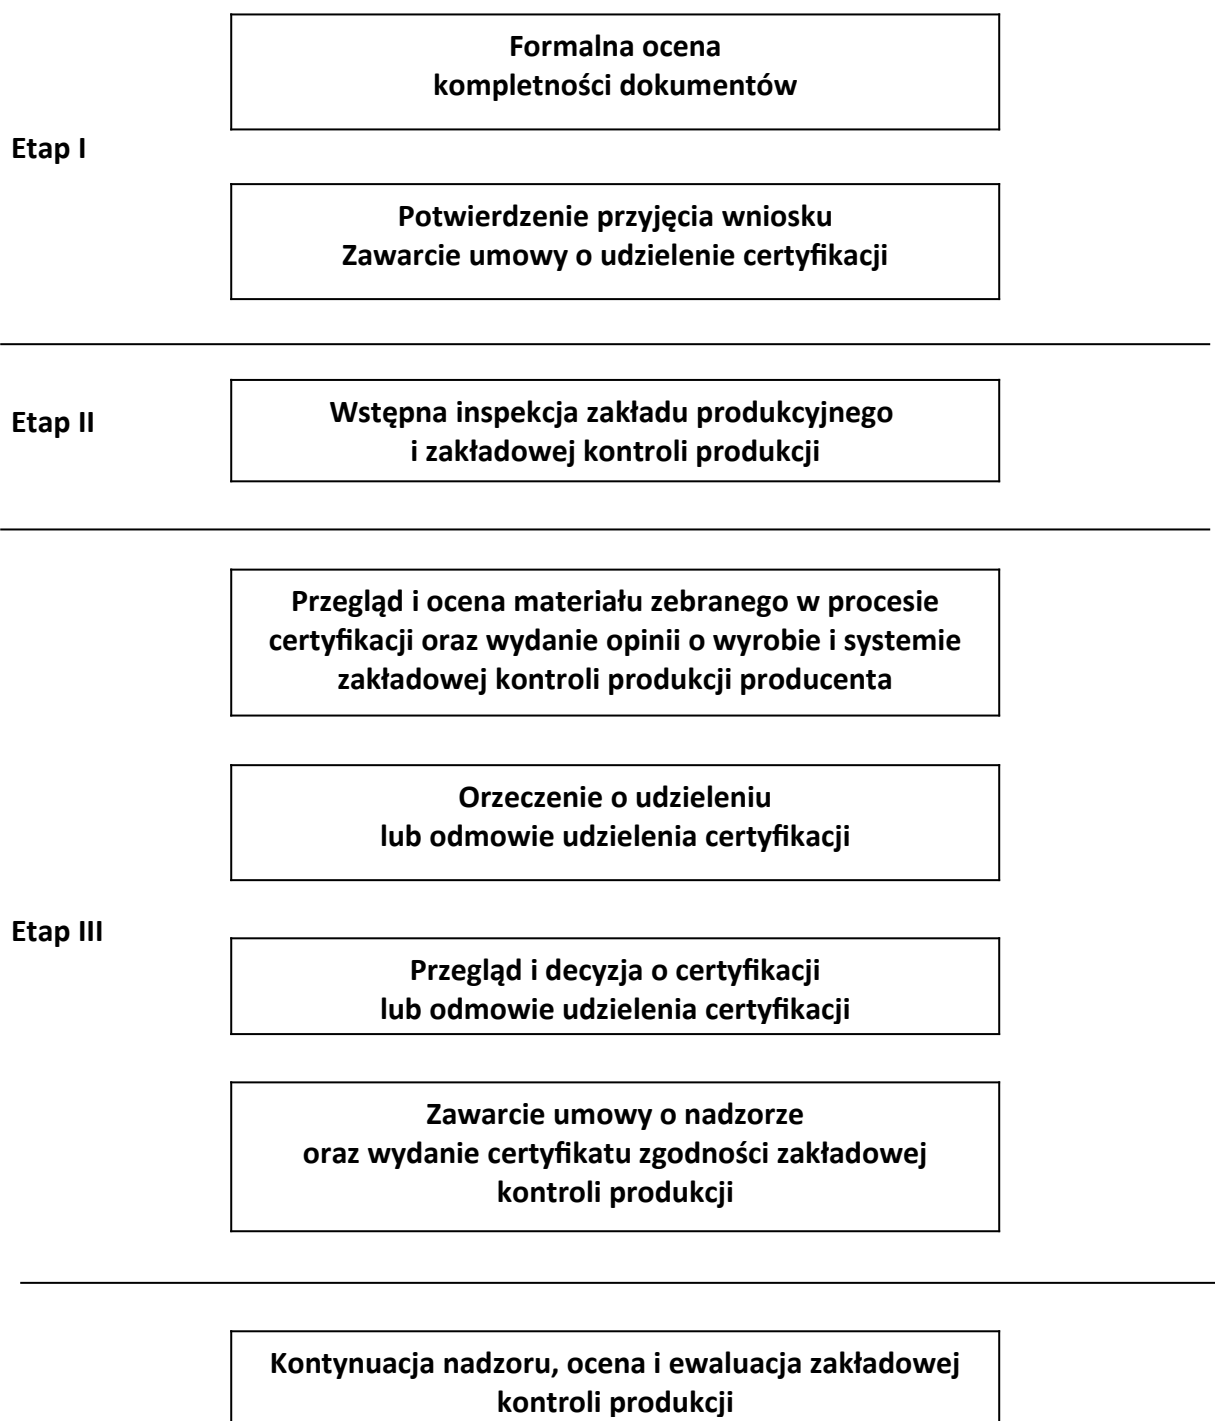 Formalna ocena
kompletności dokumentów
Etap I
Potwierdzenie przyjęcia wniosku
Zawarcie umowy o udzielenie certyfikacji
Etap II
Wstępna inspekcja zakładu produkcyjnego
i zakładowej kontroli produkcji
Przegląd i ocena materiału zebranego w procesie
certyfikacji oraz wydanie opinii o wyrobie i systemie
zakładowej kontroli produkcji producenta
Orzeczenie o udzieleniu
lub odmowie udzielenia certyfikacji
Etap III
Przegląd i decyzja o certyfikacji
lub odmowie udzielenia certyfikacji
Zawarcie umowy o nadzorze
oraz wydanie certyfikatu zgodności zakładowej
kontroli produkcji
Kontynuacja nadzoru, ocena i ewaluacja zakładowej
kontroli produkcji